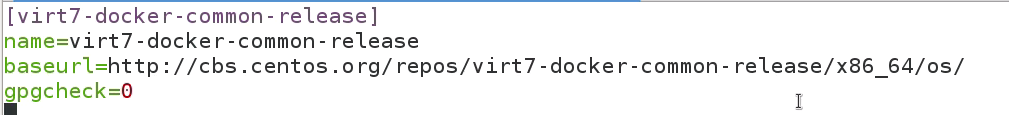 [virt7-docker-common-release]
name=virt7-docker-common-release
baseurl=http://cbs.centos.org/repos/virt7-docker-common-release/x86_64/os/
gpgcheck=0